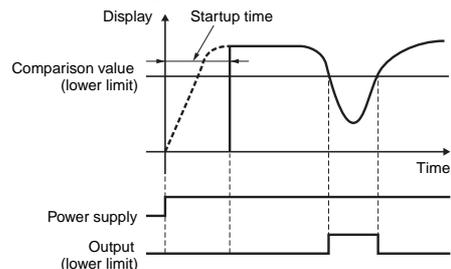 Display
Startup time
Comparison value
(lower limit)
Time
Power supply
Output
(lower limit)